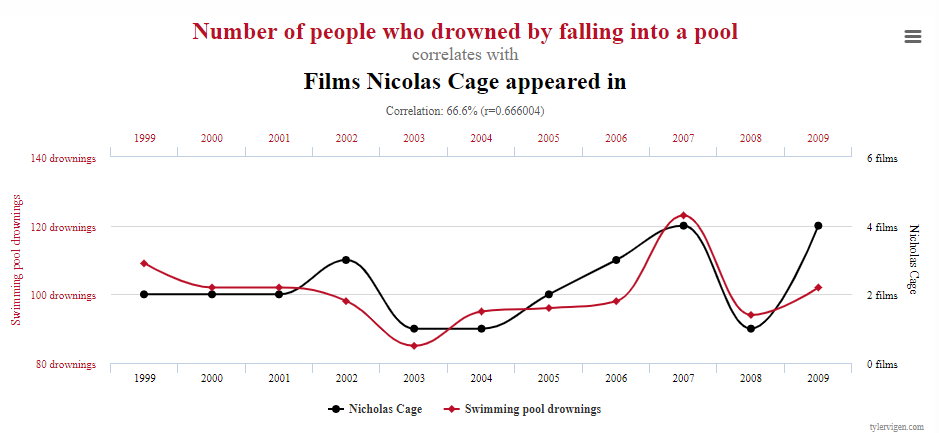 Number of people who drowned by falling into a pool
correlates with
Films Nicolas Cage appeared in
Correlation: 66.6% (r=0.666004)
1999 2000 2001 2002 2003 2004 2005 2006 2007 2008 2009
140 drownings 6 films
120 drownings 4 films
Swimming pool drownings
Nicholas Cage
100 drownings 2 films
80 drownings 0 films
1999 2000 2001 2002 2003 2004 2005 2006 2007 2008 2009
Nicholas Cage Swimming pool drownings
tylervigen.com